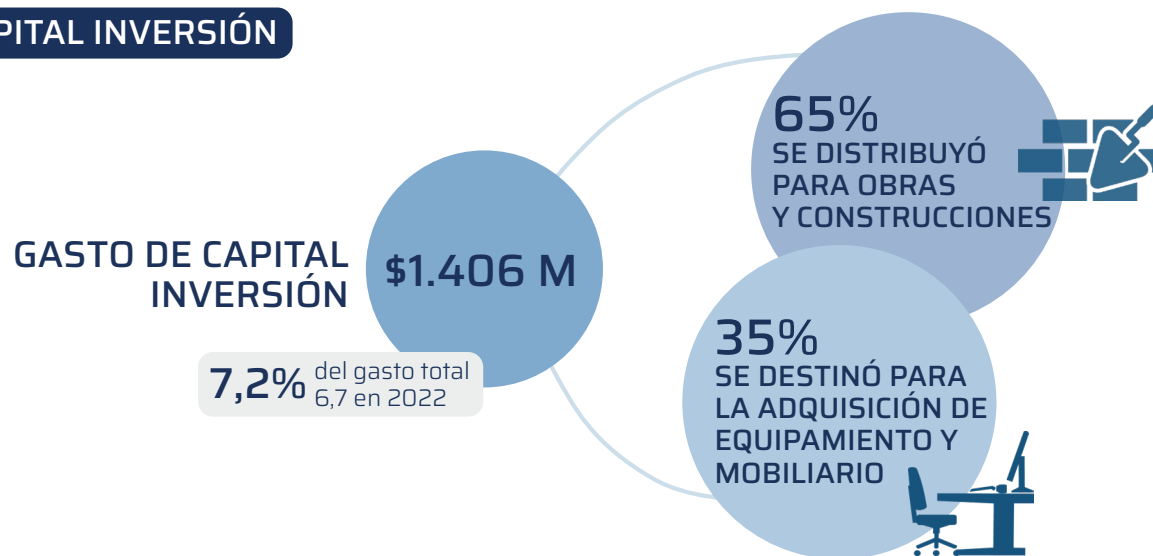 PITAL INVERSIÓN
GASTO DE CAPITAL
INVERSIÓN
$1.406 M
7,2% del gasto total
6,7 en 2022
65%
SE DISTRIBUYÓ
PARA OBRAS
Y CONSTRUCCIONES
35%
SE DESTINÓ PARA
LA ADQUISICIÓN DE
EQUIPAMIENTO Y
MOBILIARIO